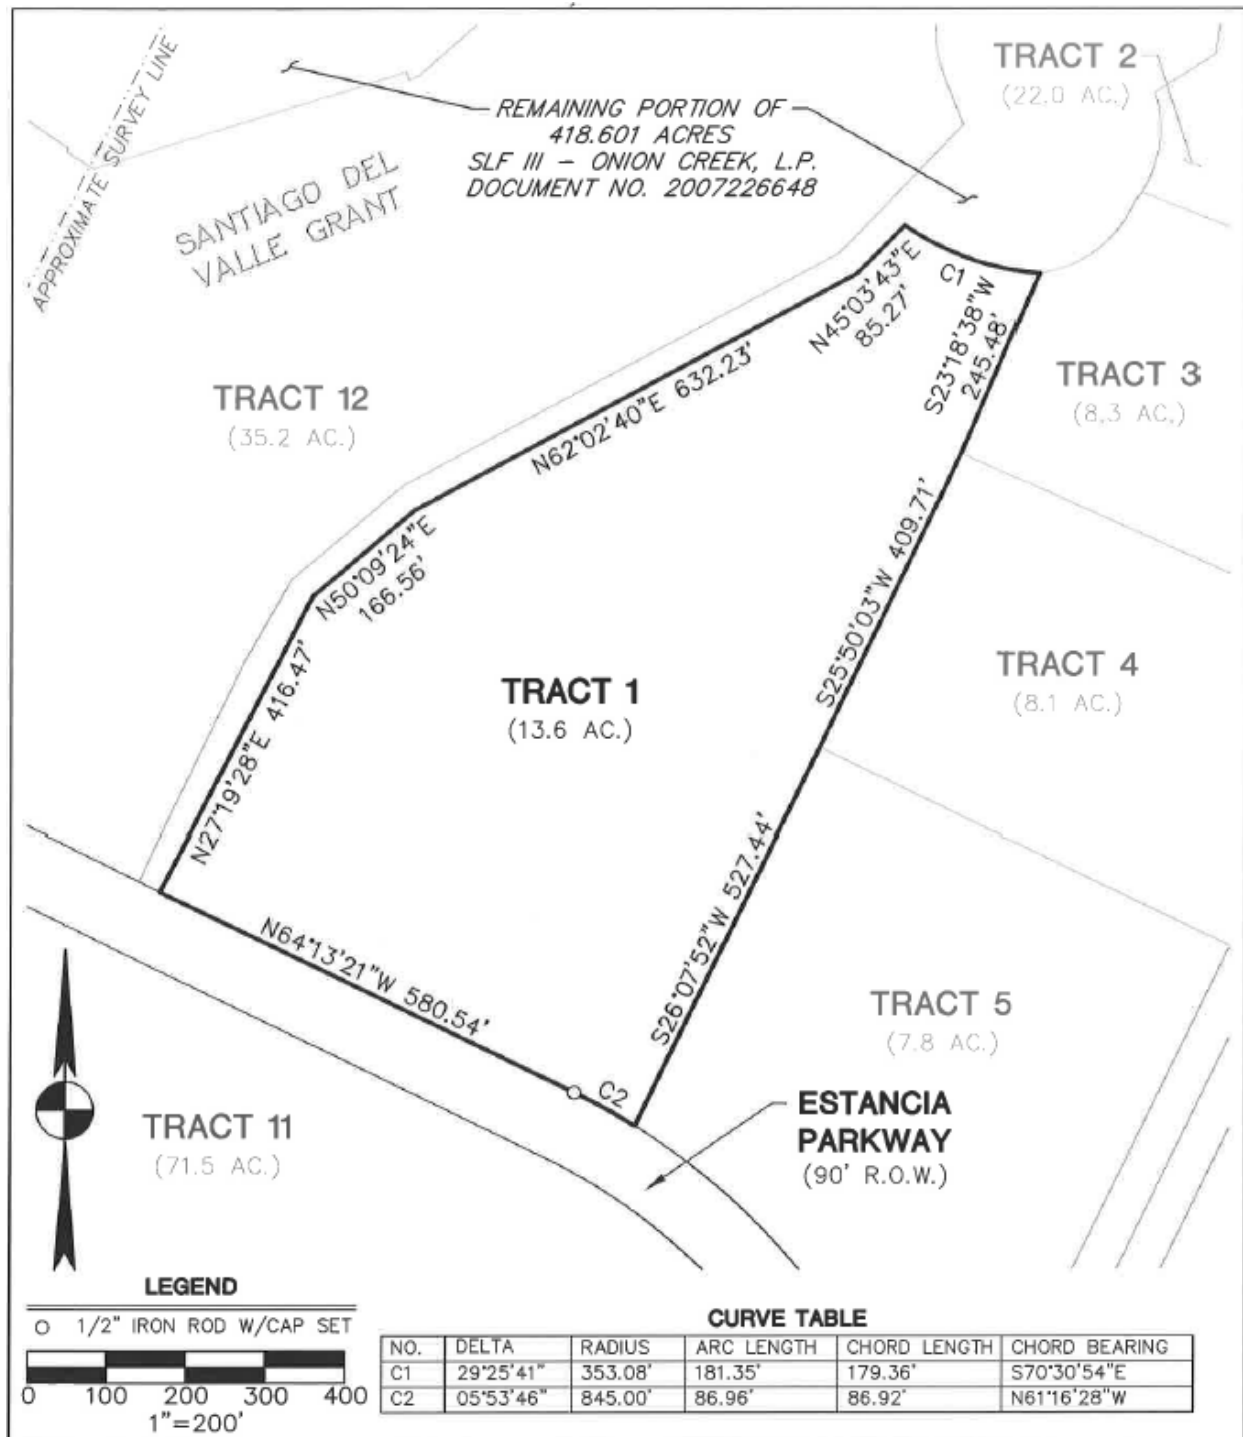 TRACT 2
(22.0 AC.)
REMAINING PORTION OF
418.601 ACRES
SLF III – ONION CREEK, L.P.
DOCUMENT NO. 2007226648
APPROXIMATE SURVEY LINE
SANTIAGO DEL
VALLE GRANT
C1
N45°03'43"E
85.27'
S23°18'38"W
245.48'
N62°02'40"E 632.23'
TRACT 12
(35.2 AC.)
TRACT 3
(8.3 AC.)
N50°09'24"E
166.56'
S25°50'03"W 409.71'
TRACT 1
(13.6 AC.)
TRACT 4
(8.1 AC.)
N27°19'28"E 416.47'
S26°07'52"W 527.44'
N64°13'21"W 580.54'
C2
TRACT 5
(7.8 AC.)
TRACT 11
(71.5 AC.)
ESTANCIA
PARKWAY
(90' R.O.W.)
LEGEND
1/2" IRON ROD W/CAP SET
0 100 200 300 400
1"=200'
CURVE TABLE
NO. DELTA RADIUS ARC LENGTH CHORD LENGTH CHORD BEARING
C1 29°25'41" 353.08' 181.35' 179.36' S70°30'54"E
C2 05°53'46" 845.00' 86.96' 86.92' N61°16'28"W